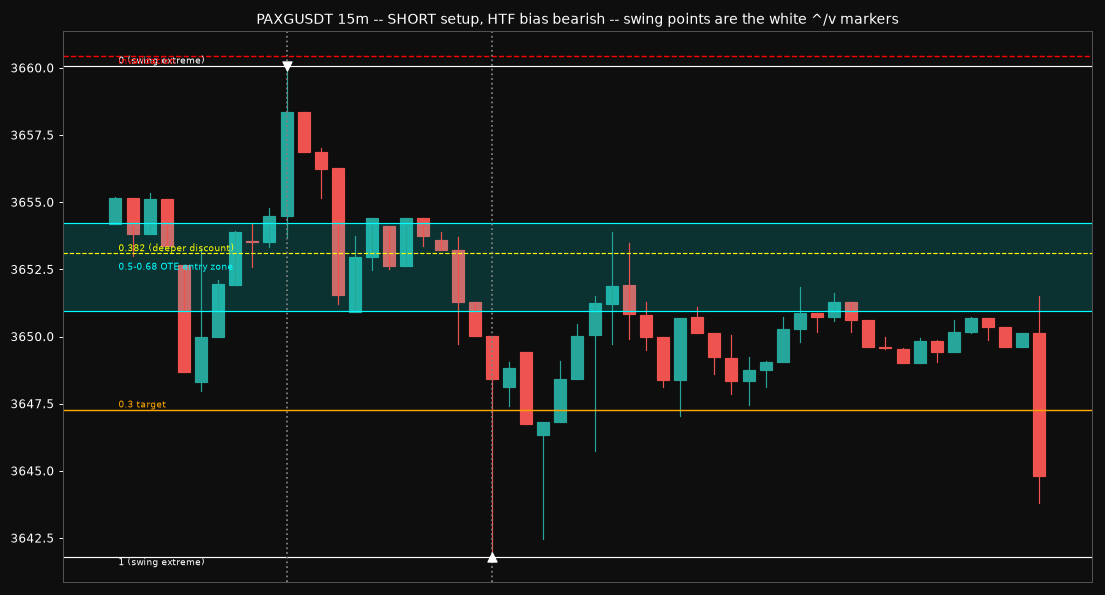 PAXGUSDT 15m -- SHORT setup, HTF bias bearish -- swing points are the white ^/v markers
3660.0
0 (swing extreme)
3657.5
3655.0
0.382 (deeper discount)
3652.5
0.5-0.68 OTE entry zone
3650.0
3647.5
0.3 target
3645.0
3642.5
1 (swing extreme)